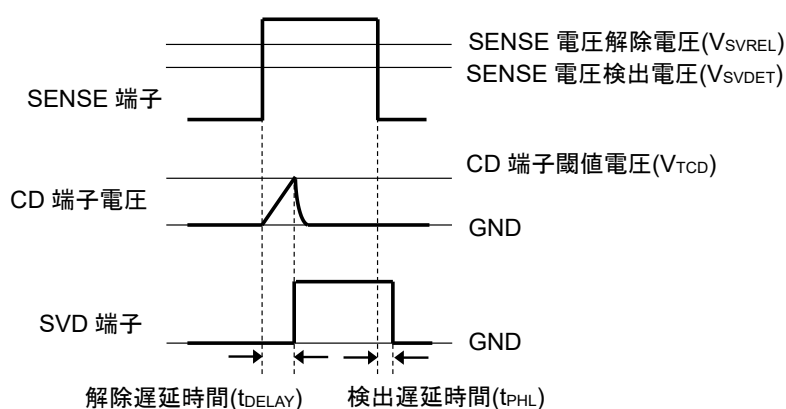 SENSE 電圧解除電圧(VSVREL)
SENSE 電圧検出電圧(VSVDET)
SENSE 端子
CD 端子閾値電圧(VTCD)
CD 端子電圧
GND
SVD 端子
GND
解除遅延時間(tDELAY)
検出遅延時間(tPHL)